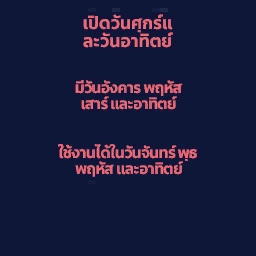 เปิดวันศุกร์แ
ละวันอาทิตย์
มีวันอังคาร พฤหัส
เสาร์ และอาทิตย์
ใช้งานได้ในวันจันทร์ พุธ
พฤหัส และอาทิตย์